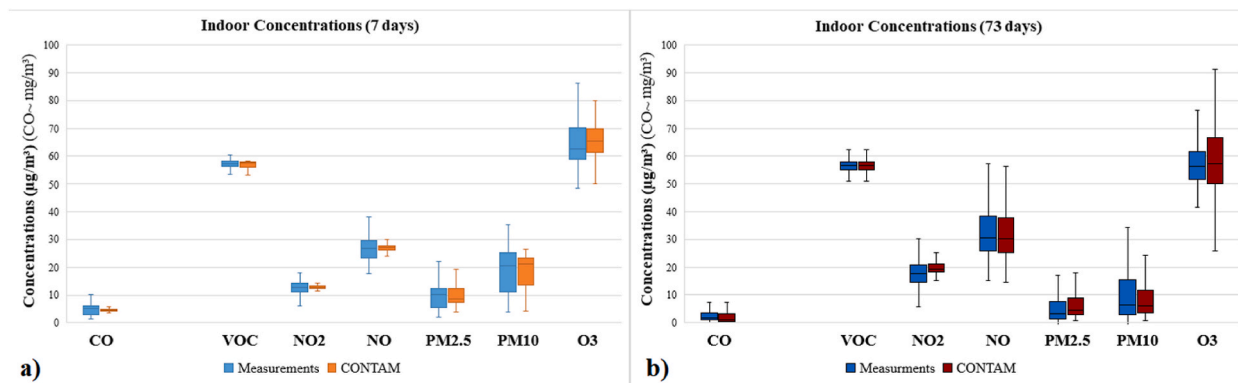 Indoor Concentrations (7 days)
Concentrations (µg/m³) (CO~ mg/m³)
100
90
80
70
60
50
40
30
20
10
0
CO VOC NO2 NO PM2.5 PM10 O3
Measurements CONTAM
a)
Indoor Concentrations (73 days)
Concentrations (µg/m³) (CO~ mg/m³)
100
90
80
70
60
50
40
30
20
10
0
CO VOC NO2 NO PM2.5 PM10 O3
Measurments CONTAM
b)